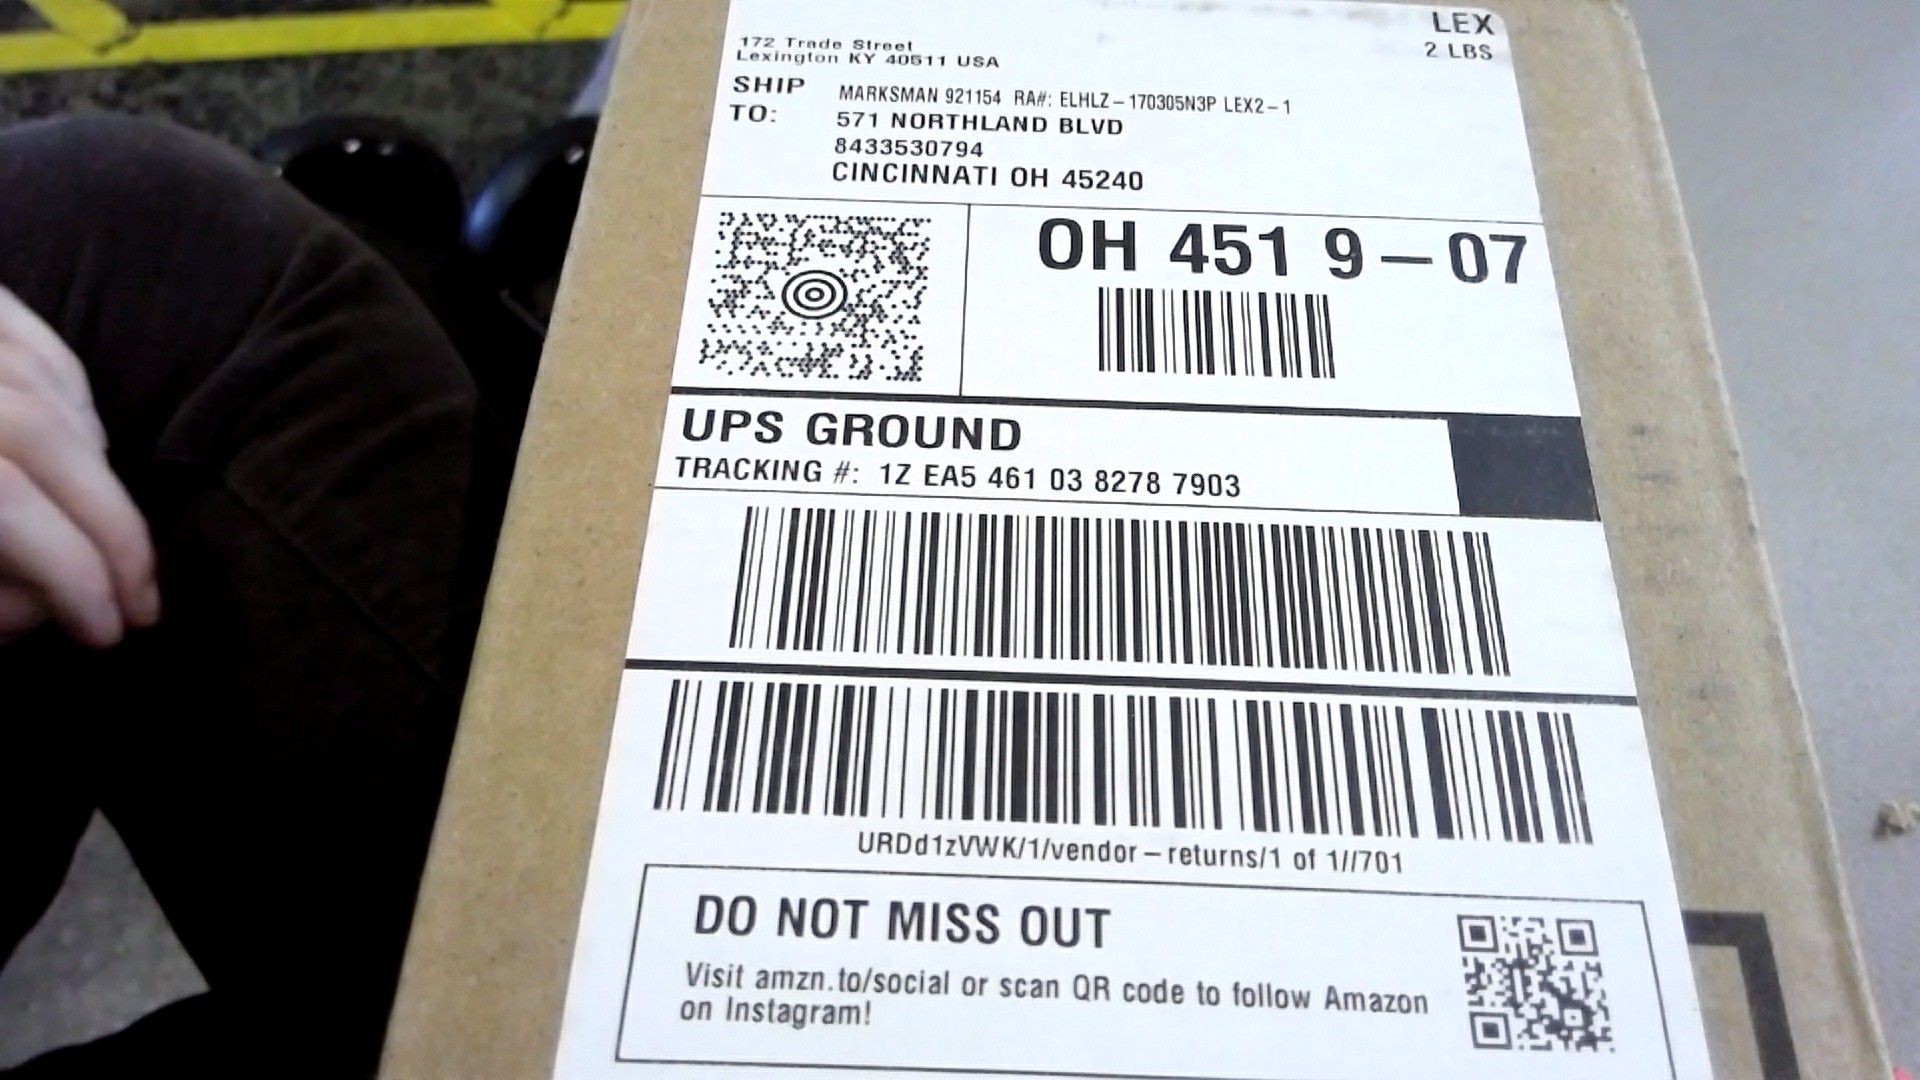 LEX
2 LBS
172 Trade Street
Lexington KY 40511 USA
SHIP TO:
MARKSMAN 921154 RA#: ELHLZ-170305N3P LEX2-1
571 NORTHLAND BLVD
8433530794
CINCINNATI OH 45240
OH 451 9-07
UPS GROUND
TRACKING #: 1Z EA5 461 03 8278 7903
URDd1zVWK/1/vendor-returns/1 of 1//701
DO NOT MISS OUT
Visit amzn.to/social or scan QR code to follow Amazon
on Instagram!